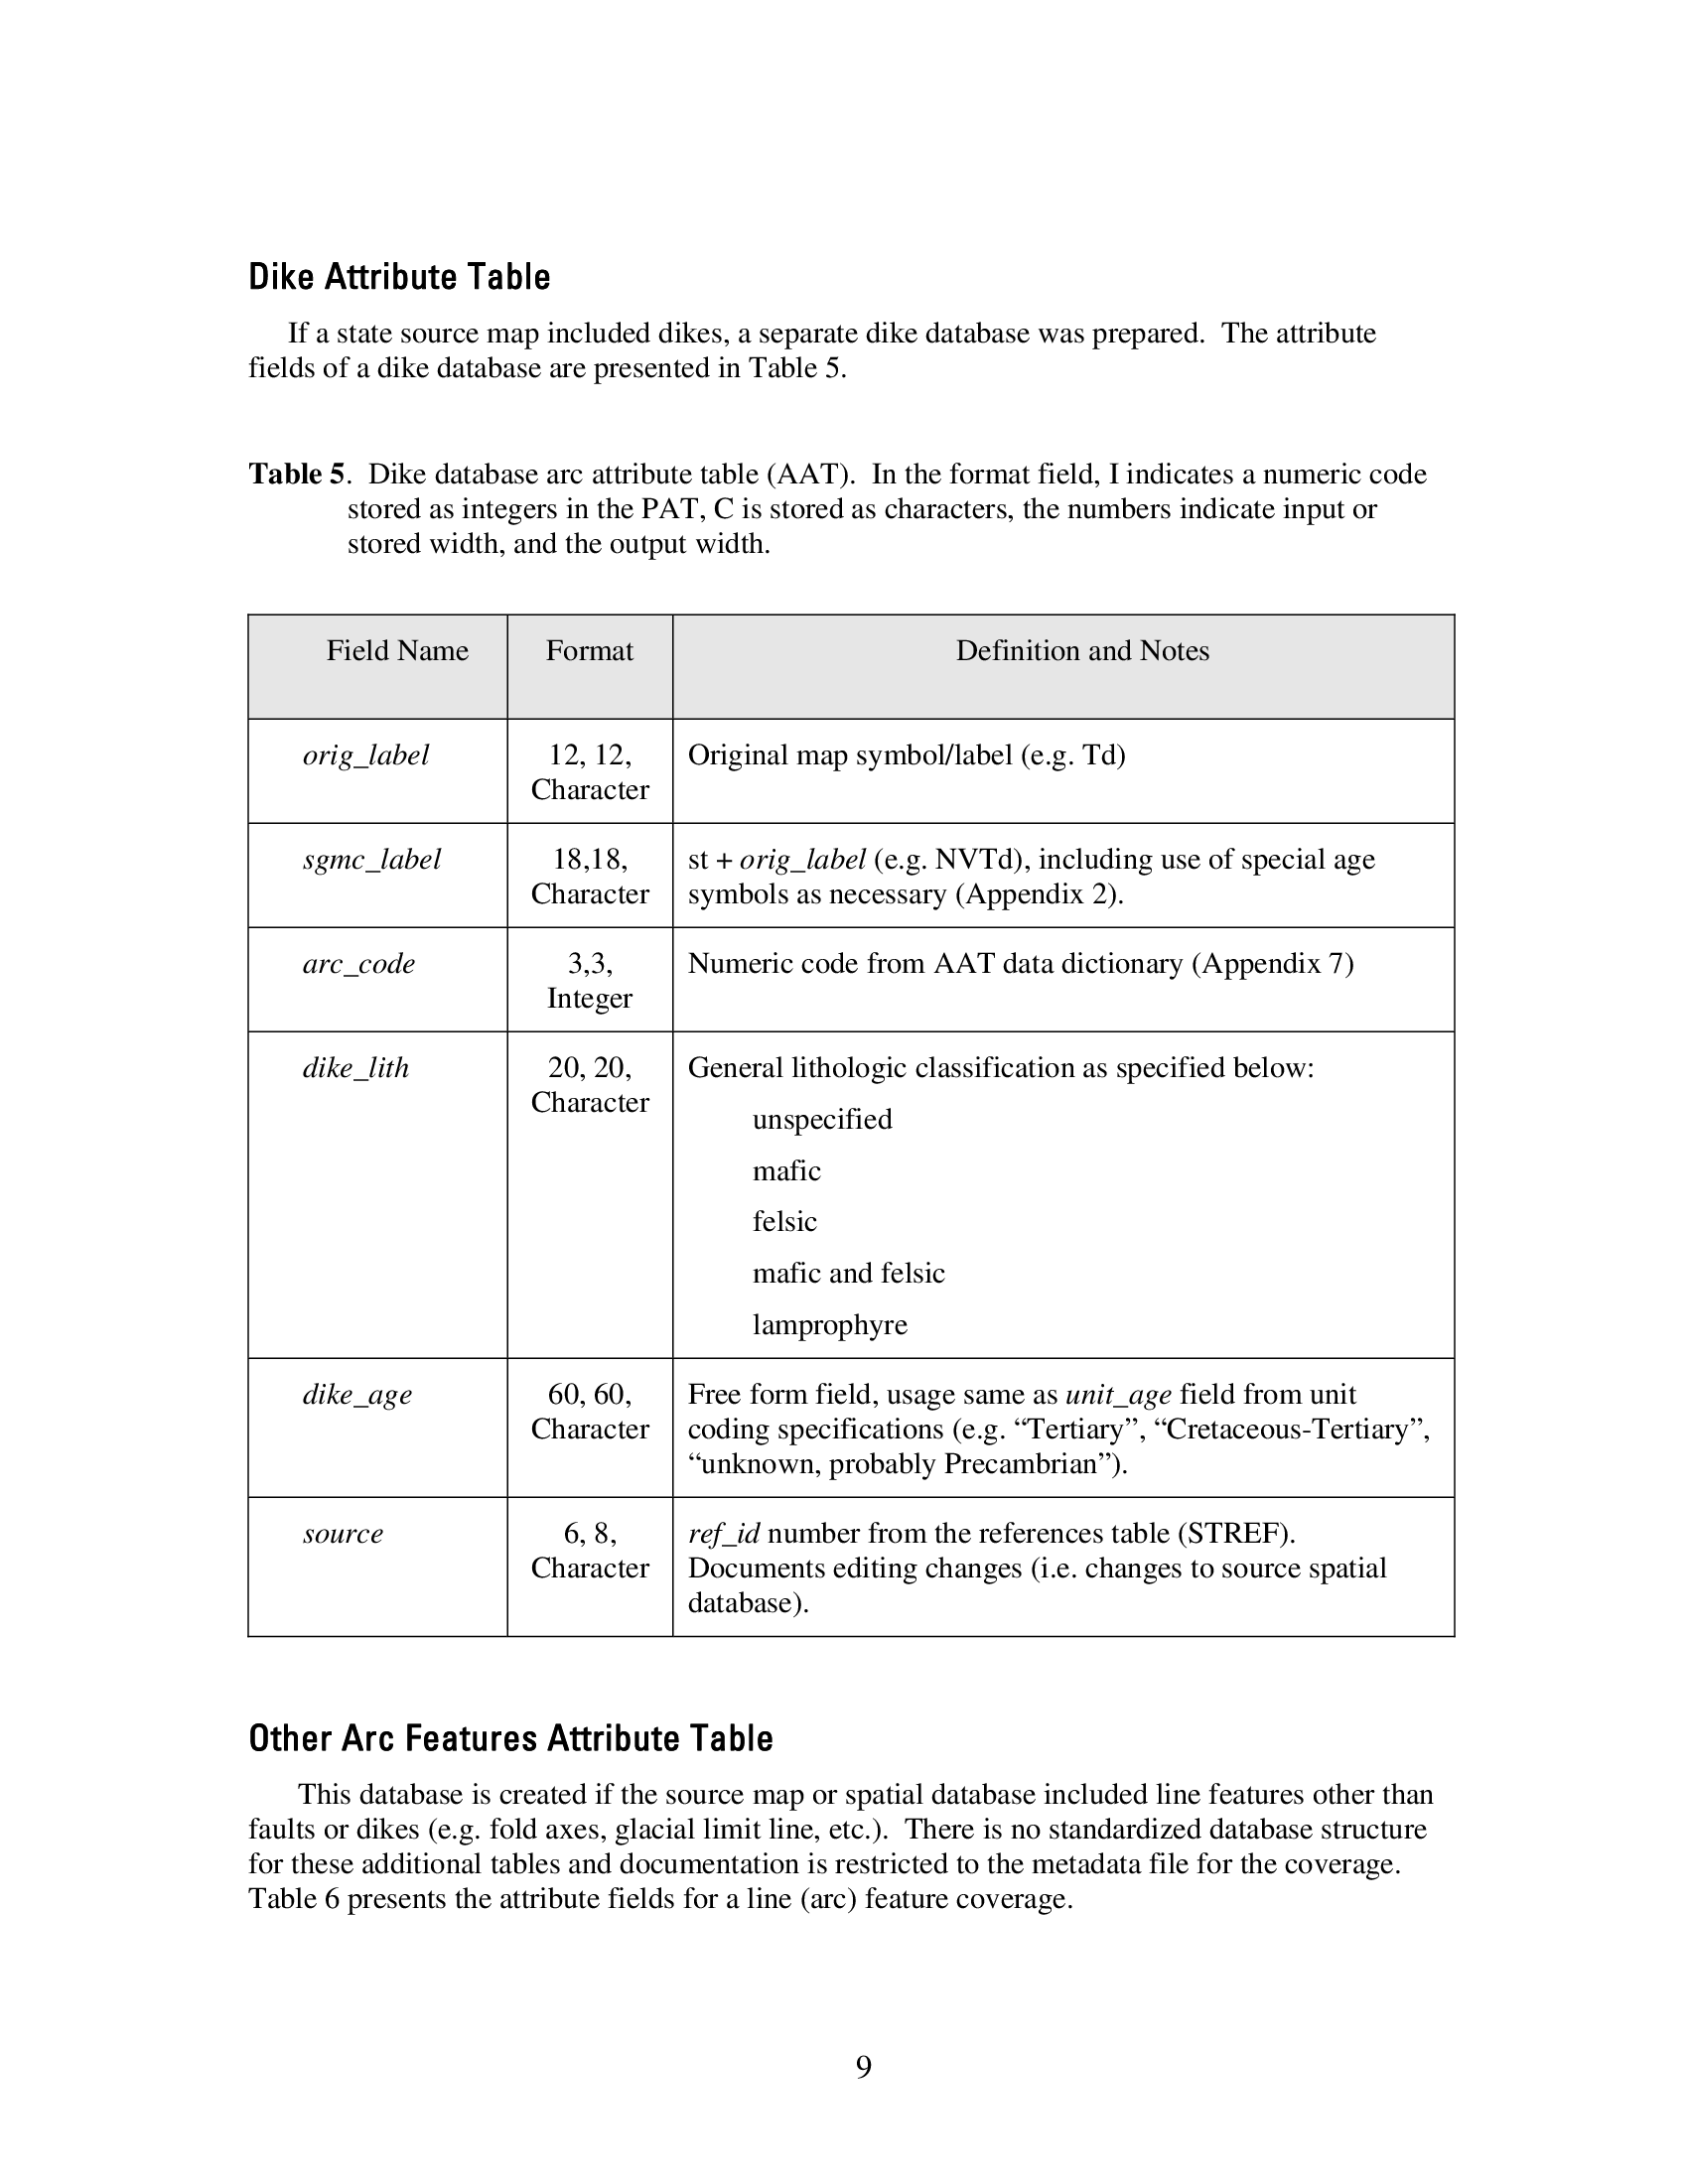 Dike Attribute Table
If a state source map included dikes, a separate dike database was prepared.  The attribute
fields of a dike database are presented in Table 5.
Table 5.  Dike database arc attribute table (AAT).  In the format field, I indicates a numeric code
stored as integers in the PAT, C is stored as characters, the numbers indicate input or
stored width, and the output width.
Field Name Format Definition and Notes
orig_label 12, 12, Original map symbol/label (e.g. Td)
Character
sgmc_label 18,18, st + orig_label (e.g. NVTd), including use of special age
Character symbols as necessary (Appendix 2).
arc_code 3,3, Numeric code from AAT data dictionary (Appendix 7)
Integer
dike_lith 20, 20, General lithologic classification as specified below:
Character
unspecified
mafic
felsic
mafic and felsic
lamprophyre
dike_age 60, 60, Free form field, usage same as unit_age field from unit
Character coding specifications (e.g. “Tertiary”, “Cretaceous-Tertiary”,
“unknown, probably Precambrian”).
source 6, 8, ref_id number from the references table (STREF).
Character Documents editing changes (i.e. changes to source spatial
database).
Other Arc Features Attribute Table
This database is created if the source map or spatial database included line features other than
faults or dikes (e.g. fold axes, glacial limit line, etc.).  There is no standardized database structure
for these additional tables and documentation is restricted to the metadata file for the coverage.
Table 6 presents the attribute fields for a line (arc) feature coverage.
9